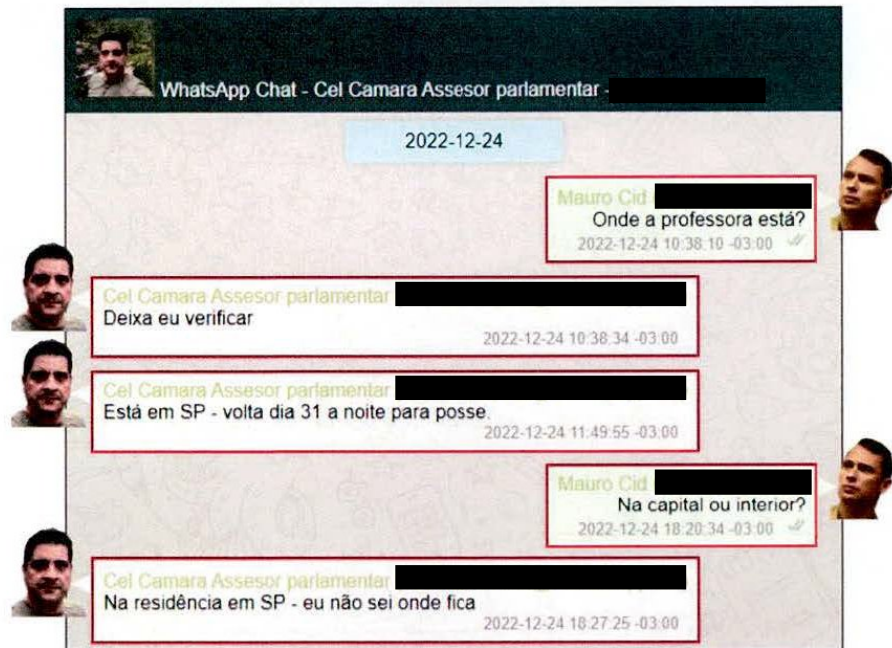 WhatsApp Chat - Cel Camara Assesor parlamentar -
2022-12-24
Mauro Cid
Onde a professora está?
2022-12-24 10:38:10 -03:00
Cel Camara Assesor parlamentar
Deixa eu verificar
2022-12-24 10:38:34 -03:00
Cel Camara Assesor parlamentar
Está em SP - volta dia 31 a noite para posse.
2022-12-24 11:49:55 -03:00
Mauro Cid
Na capital ou interior?
2022-12-24 18:20:34 -03:00
Cel Camara Assesor parlamentar
Na residência em SP - eu não sei onde fica
2022-12-24 18:27:25 -03:00